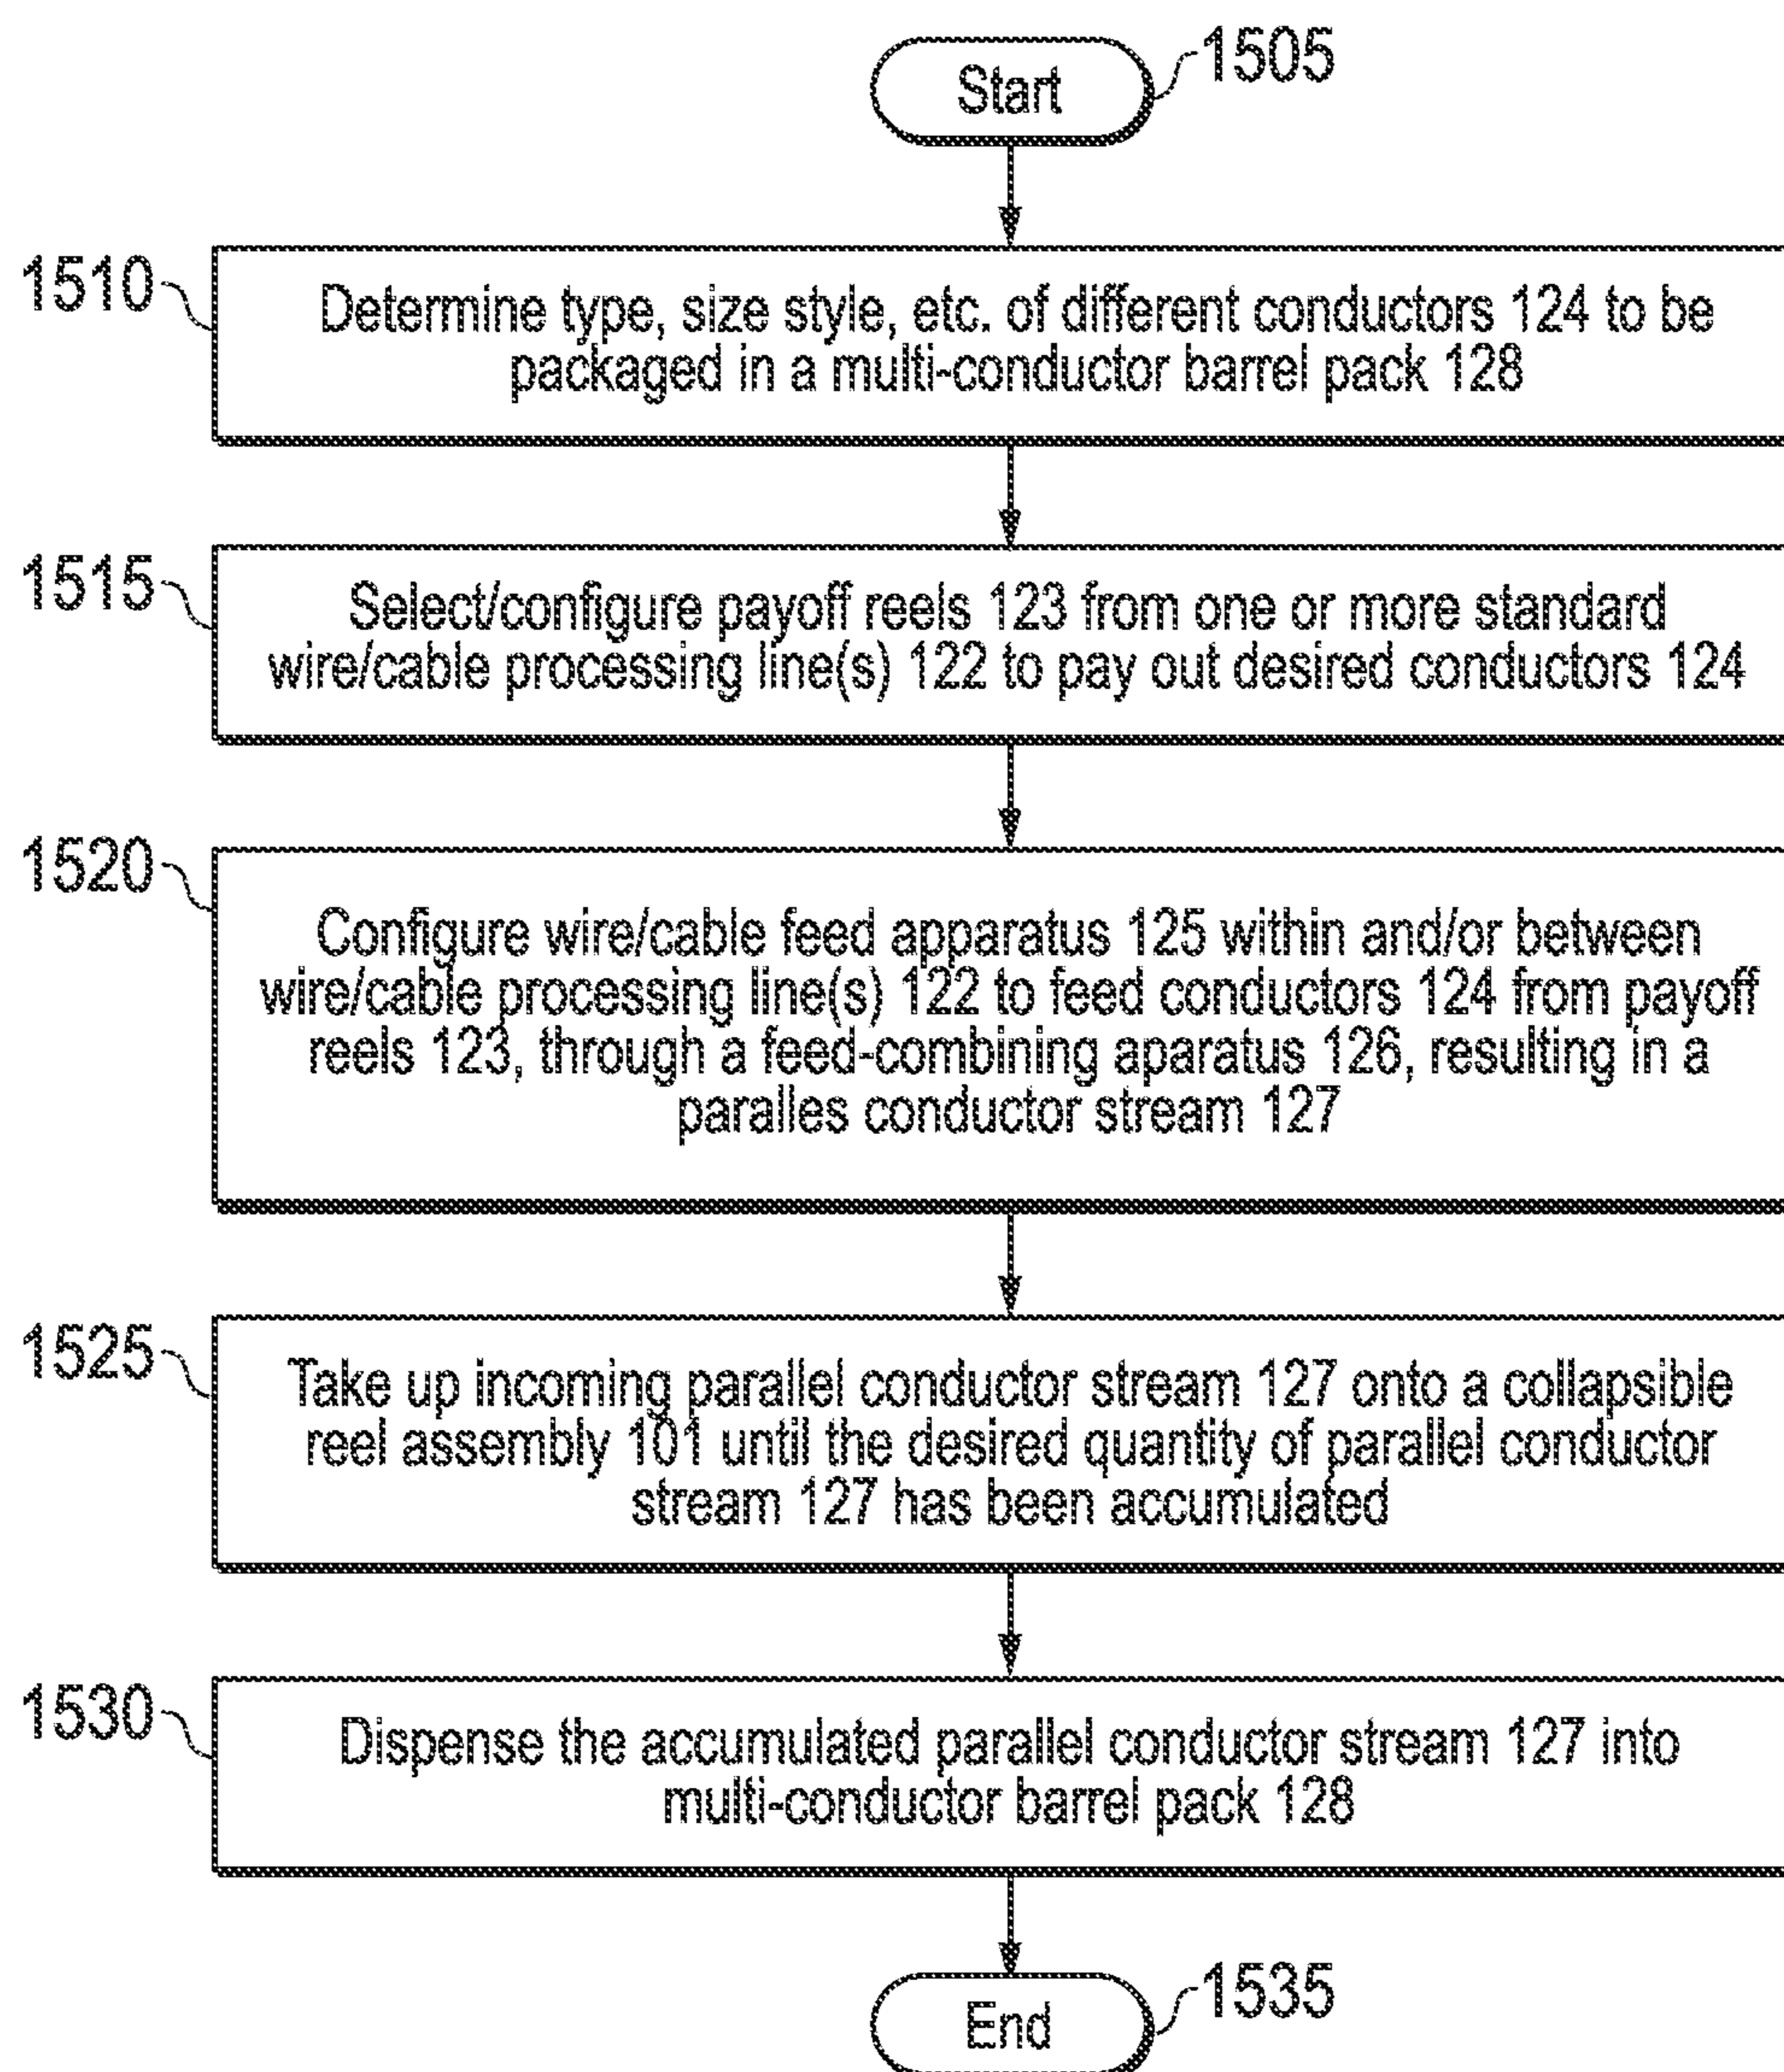 Start
1505
1510
Determine type, size style, etc. of different conductors 124 to be
packaged in a multi-conductor barrel pack 128
1515
Select/configure payoff reels 123 from one or more standard
wire/cable processing line(s) 122 to pay out desired conductors 124
1520
Configure wire/cable feed apparatus 125 within and/or between
wire/cable processing line(s) 122 to feed conductors 124 from payoff
reels 123, through a feed-combining aparatus 126, resulting in a
paralles conductor stream 127
1525
Take up incoming parallel conductor stream 127 onto a collapsible
reel assembly 101 until the desired quantity of parallel conductor
stream 127 has been accumulated
1530
Dispense the accumulated parallel conductor stream 127 into
multi-conductor barrel pack 128
End
1535